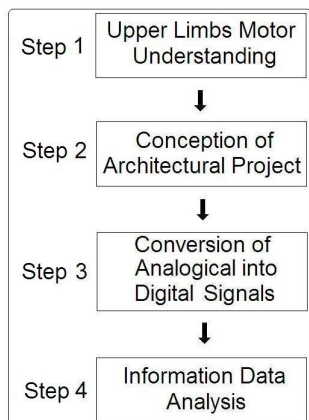 Step 1
Upper Limbs Motor
Understanding
Step 2
Conception of
Architectural Project
Step 3
Conversion of
Analogical into
Digital Signals
Step 4
Information Data
Analysis